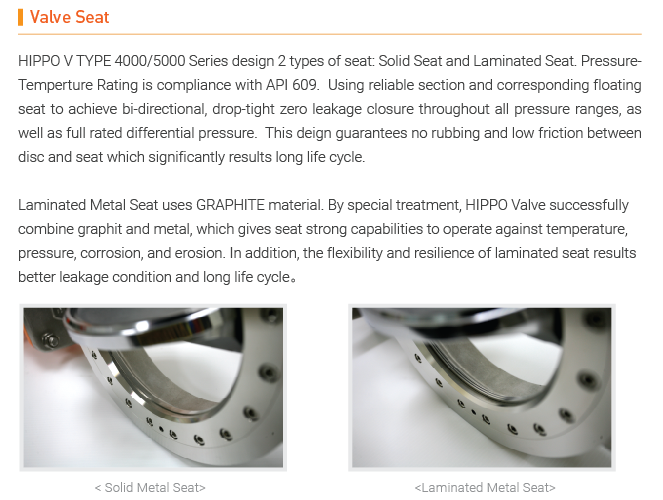 Valve Seat
HIPPO V TYPE 4000/5000 Series design 2 types of seat: Solid Seat and Laminated Seat. Pressure-
Temperture Rating is compliance with API 609.  Using reliable section and corresponding floating
seat to achieve bi-directional, drop-tight zero leakage closure throughout all pressure ranges, as
well as full rated differential pressure.  This deign guarantees no rubbing and low friction between
disc and seat which significantly results long life cycle.
Laminated Metal Seat uses GRAPHITE material. By special treatment, HIPPO Valve successfully
combine graphit and metal, which gives seat strong capabilities to operate against temperature,
pressure, corrosion, and erosion. In addition, the flexibility and resilience of laminated seat results
better leakage condition and long life cycle。
< Solid Metal Seat>
<Laminated Metal Seat>